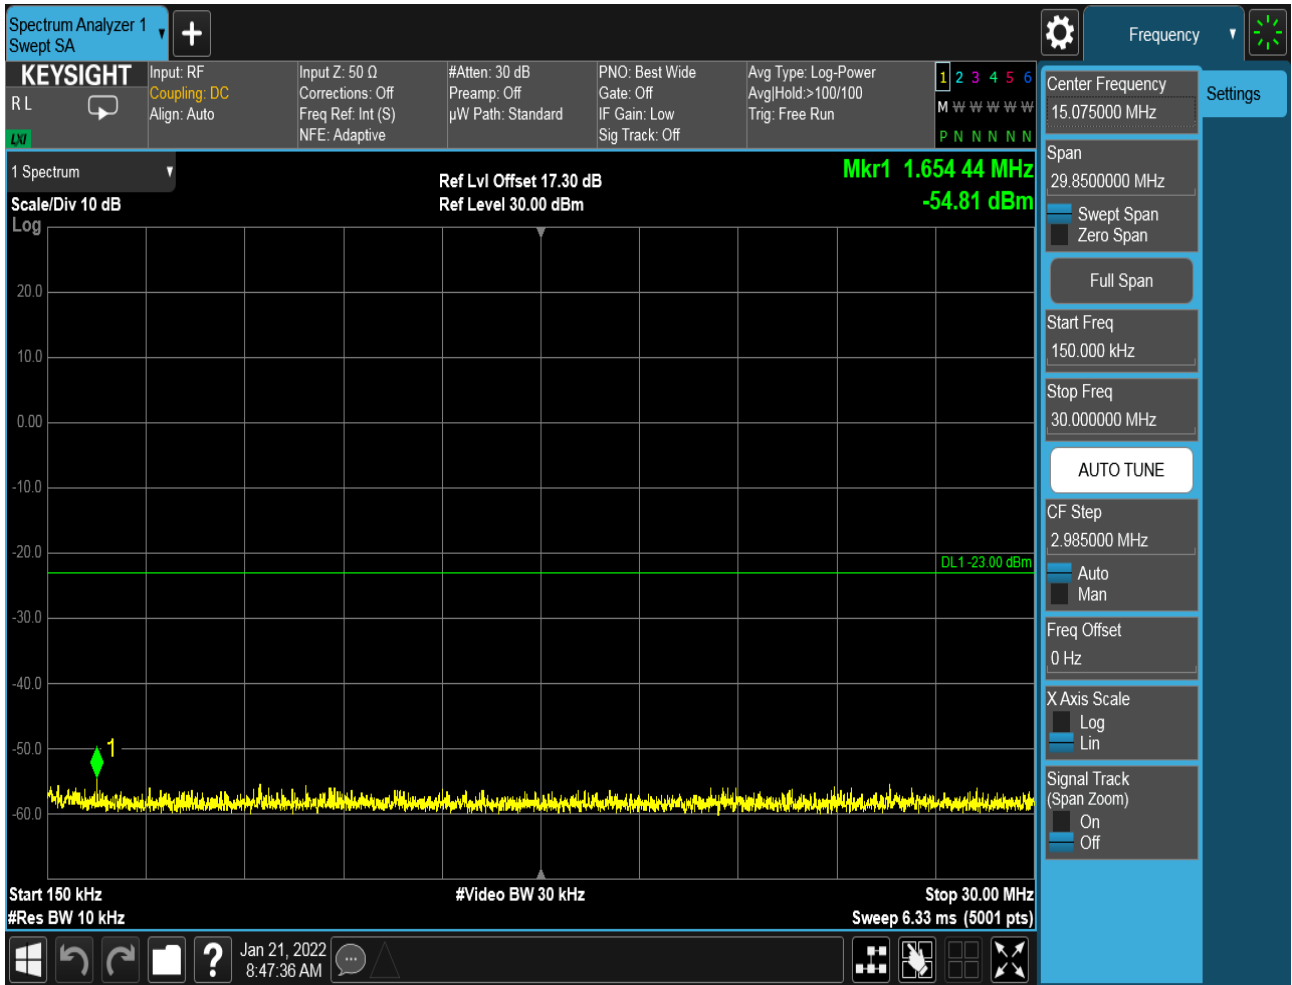 Spectrum Analyzer 1
Swept SA
Frequency
KEYSIGHT
R L
LXI
Input: RF
Coupling: DC
Align: Auto
Input Z: 50 Ω
Corrections: Off
Freq Ref: Int (S)
NFE: Adaptive
#Atten: 30 dB
Preamp: Off
µW Path: Standard
PNO: Best Wide
Gate: Off
IF Gain: Low
Sig Track: Off
Avg Type: Log-Power
Avg|Hold:>100/100
Trig: Free Run
1 2 3 4 5 6
M W W W W W
P N N N N N
1 Spectrum
Scale/Div 10 dB
Log
Ref Lvl Offset 17.30 dB
Ref Level 30.00 dBm
Mkr1 1.654 44 MHz
-54.81 dBm
20.0
10.0
0.00
-10.0
-20.0
-30.0
-40.0
-50.0
-60.0
DL1 -23.00 dBm
1
Start 150 kHz
#Res BW 10 kHz
#Video BW 30 kHz
Stop 30.00 MHz
Sweep 6.33 ms (5001 pts)
Center Frequency
15.075000 MHz
Settings
Span
29.8500000 MHz
Swept Span
Zero Span
Full Span
Start Freq
150.000 kHz
Stop Freq
30.000000 MHz
AUTO TUNE
CF Step
2.985000 MHz
Auto
Man
Freq Offset
0 Hz
X Axis Scale
Log
Lin
Signal Track
(Span Zoom)
On
Off
?
Jan 21, 2022
8:47:36 AM